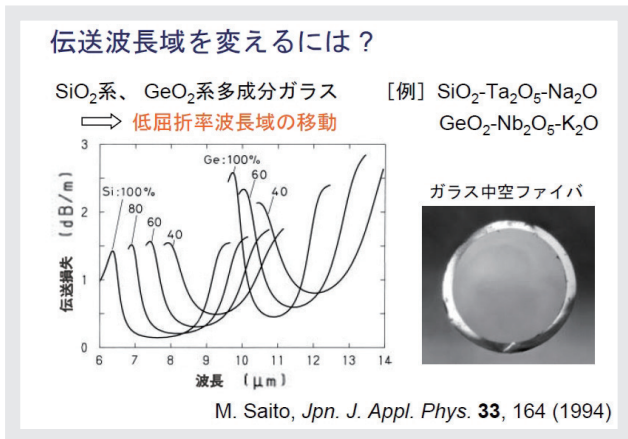 伝送波長域を変えるには？
SiO₂系、GeO₂系多成分ガラス
⇨ 低屈折率波長域の移動
［例］SiO₂-Ta₂O₅-Na₂O
GeO₂-Nb₂O₅-K₂O
3
2
1
0
伝送損失 (dB/m)
Si:100%
80
60
40
Ge:100%
60
40
6 7 8 9 10 11 12 13 14
波長 (μm)
ガラス中空ファイバ
M. Saito, Jpn. J. Appl. Phys. 33, 164 (1994)